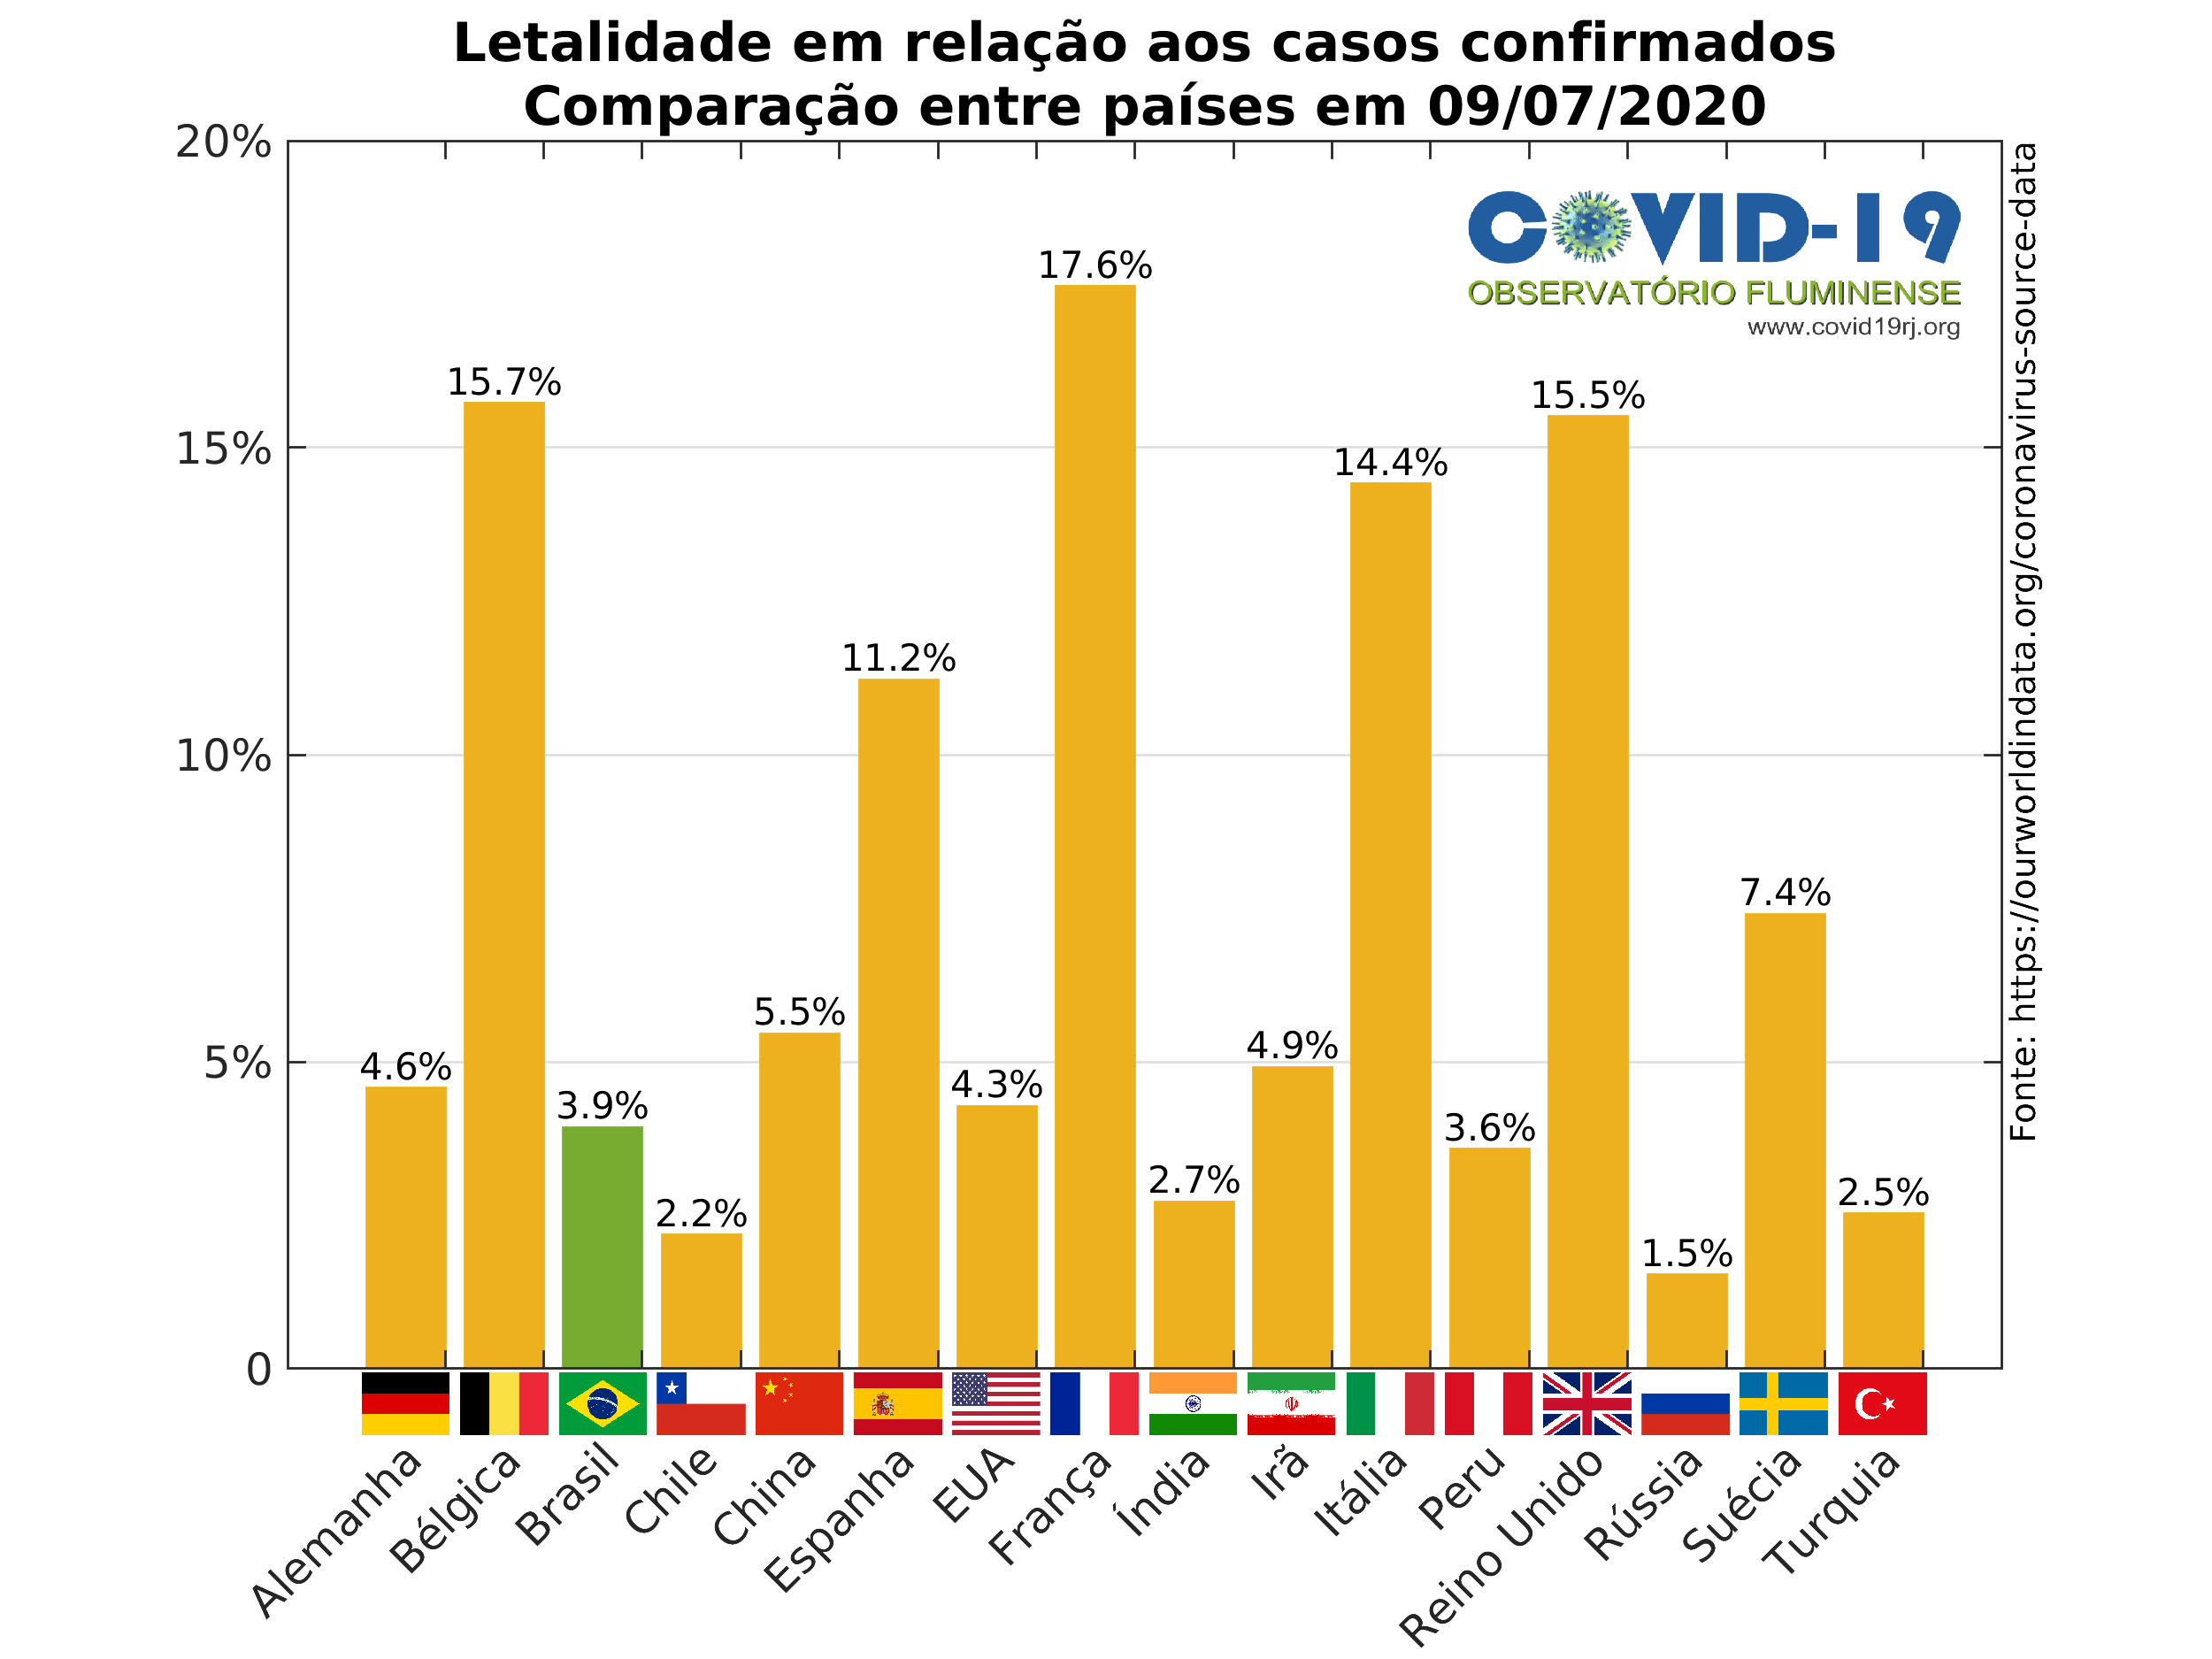 Letalidade em relação aos casos confirmados
Comparação entre países em 09/07/2020
20%
15%
10%
5%
0
COVID-19
OBSERVATÓRIO FLUMINENSE
www.covid19rj.org
Fonte: https://ourworldindata.org/coronavirus-source-data
4.6%
15.7%
3.9%
2.2%
5.5%
11.2%
4.3%
17.6%
2.7%
4.9%
14.4%
3.6%
15.5%
1.5%
7.4%
2.5%
Alemanha
Bélgica
Brasil
Chile
China
Espanha
EUA
França
Índia
Irã
Itália
Peru
Reino Unido
Rússia
Suécia
Turquia